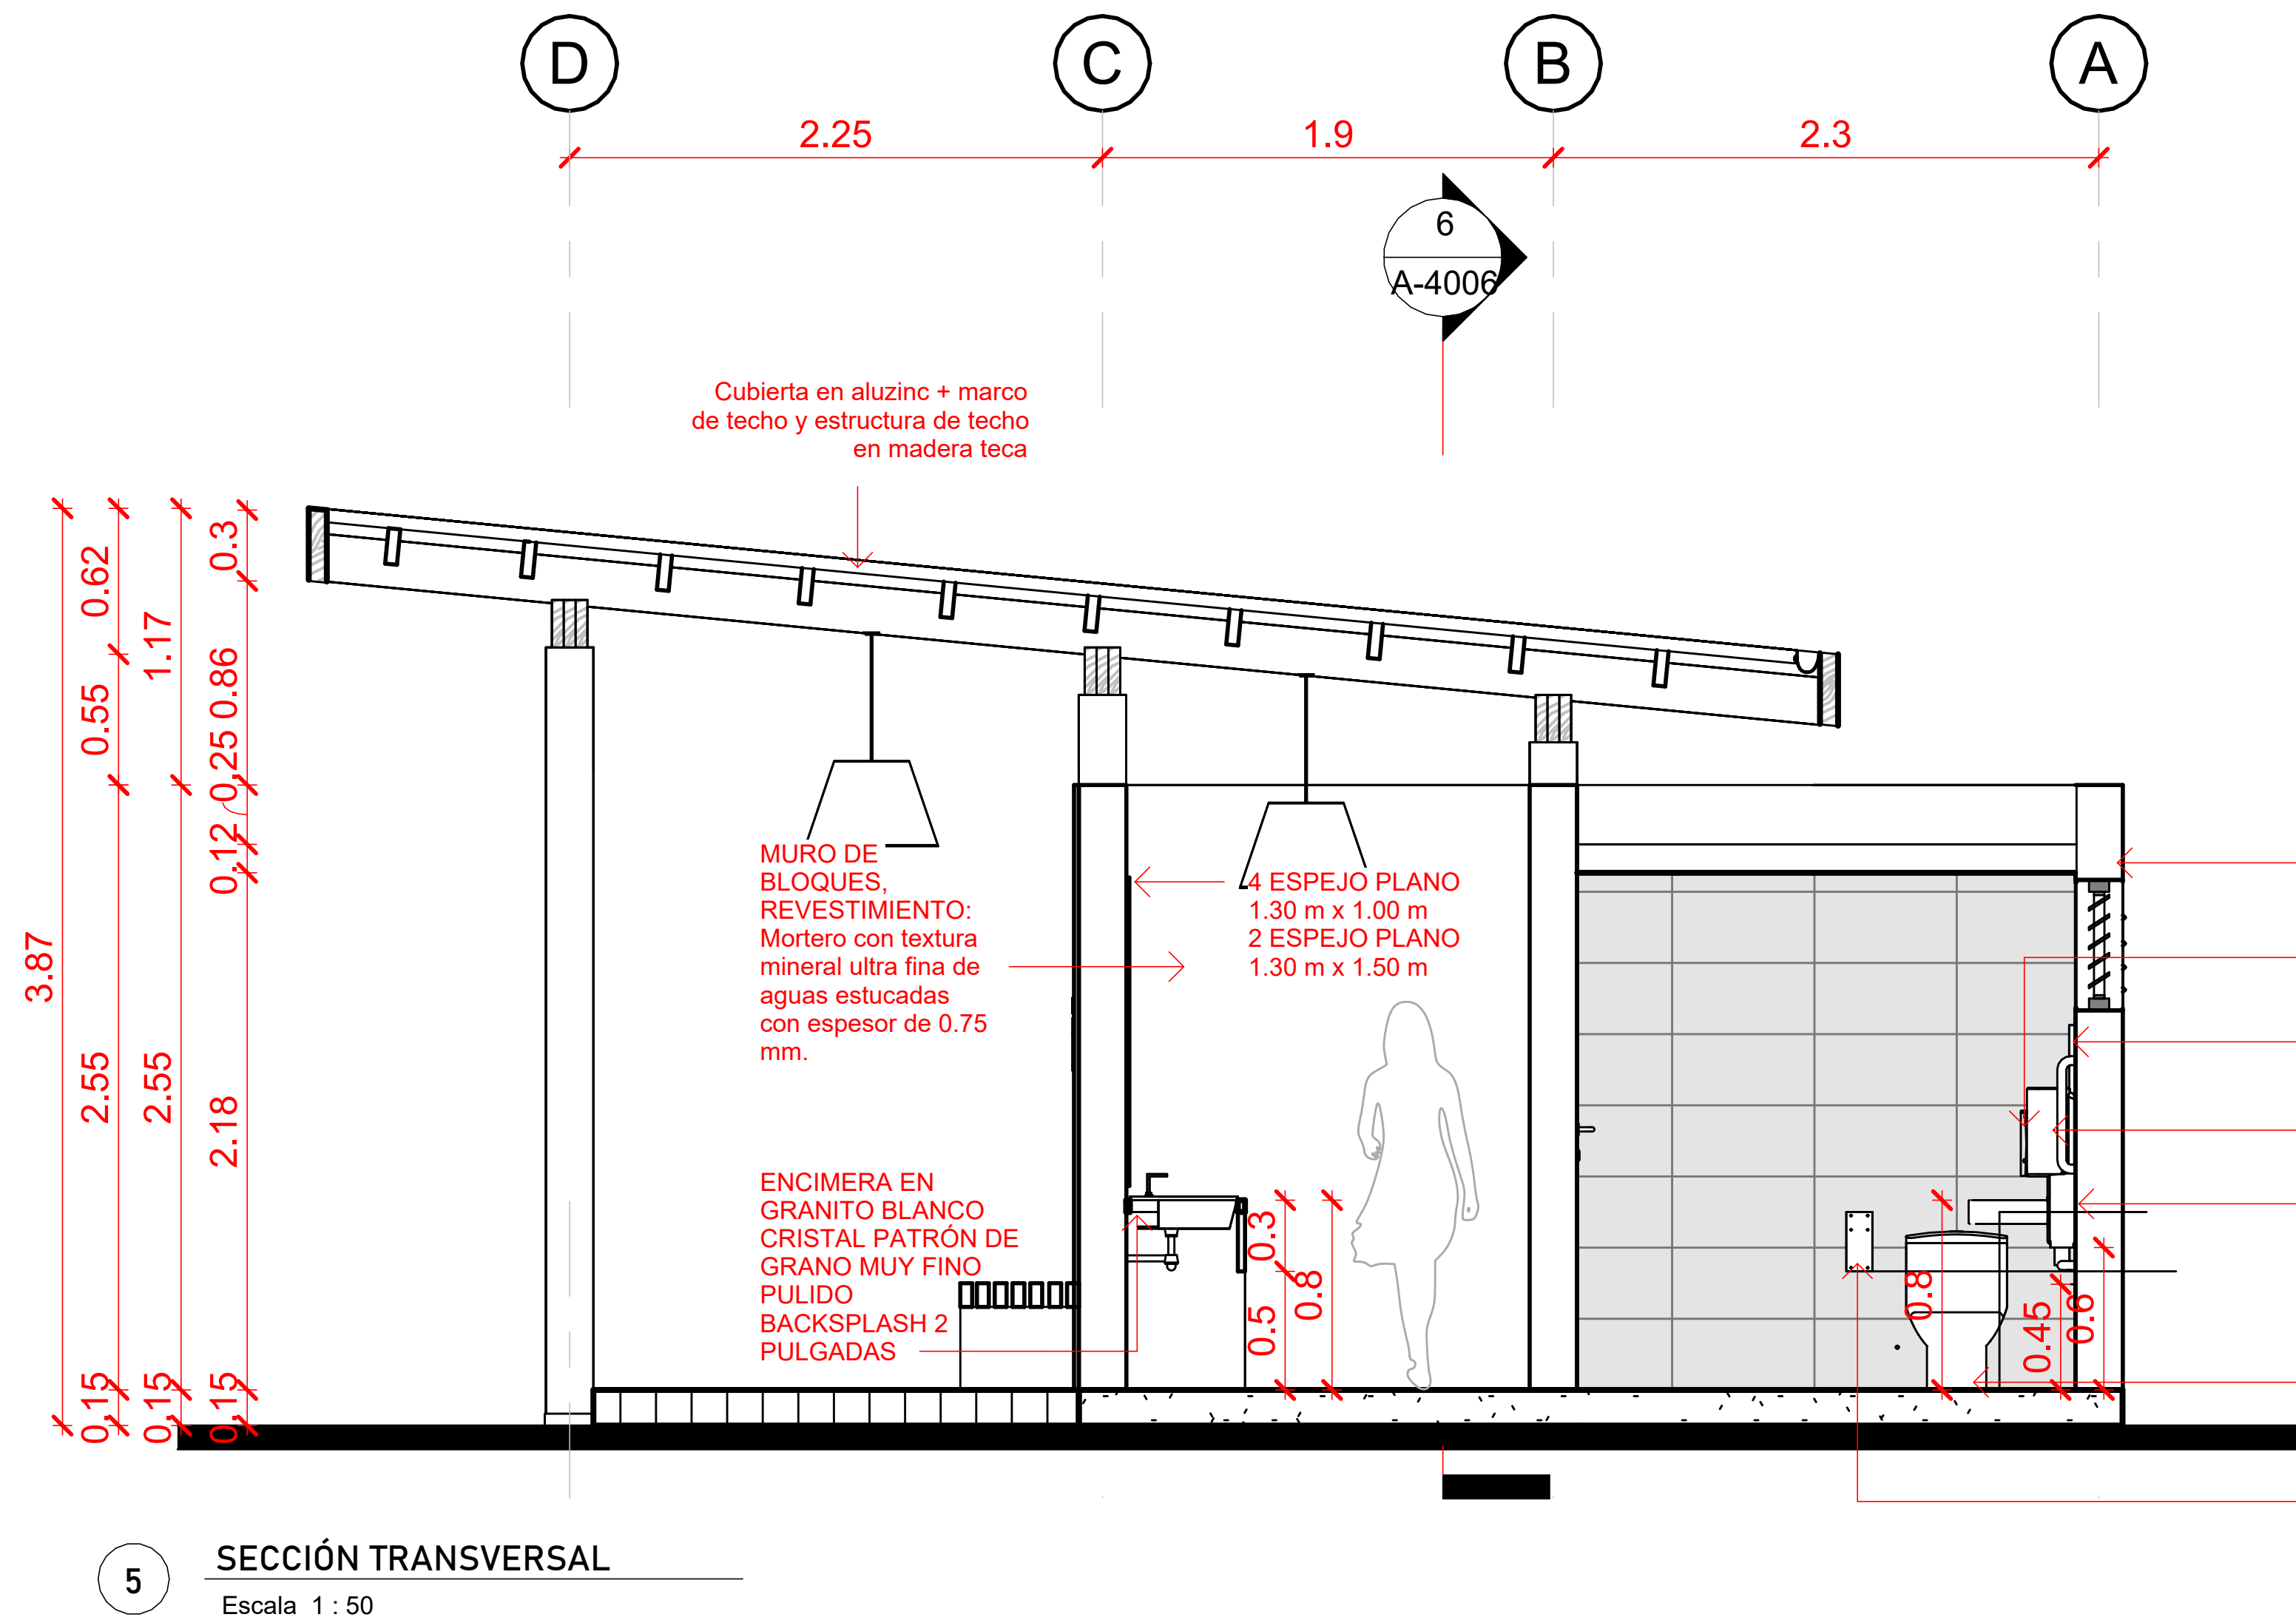 D
C
B
A
2.25
1.9
2.3
6
A-4006
Cubierta en aluzinc + marco
de techo y estructura de techo
en madera teca
0.3
0.62
1.17
0.86
0.55
0.25
0.12
3.87
2.55
2.55
2.18
0.15
0.15
0.15
MURO DE
BLOQUES,
REVESTIMIENTO:
Mortero con textura
mineral ultra fina de
aguas estucadas
con espesor de 0.75
mm.
4 ESPEJO PLANO
1.30 m x 1.00 m
2 ESPEJO PLANO
1.30 m x 1.50 m
ENCIMERA EN
GRANITO BLANCO
CRISTAL PATRÓN DE
GRANO MUY FINO
PULIDO
BACKSPLASH 2
PULGADAS
0.3
0.5
0.8
0.8
0.45
0.6
5
SECCIÓN TRANSVERSAL
Escala 1 : 50